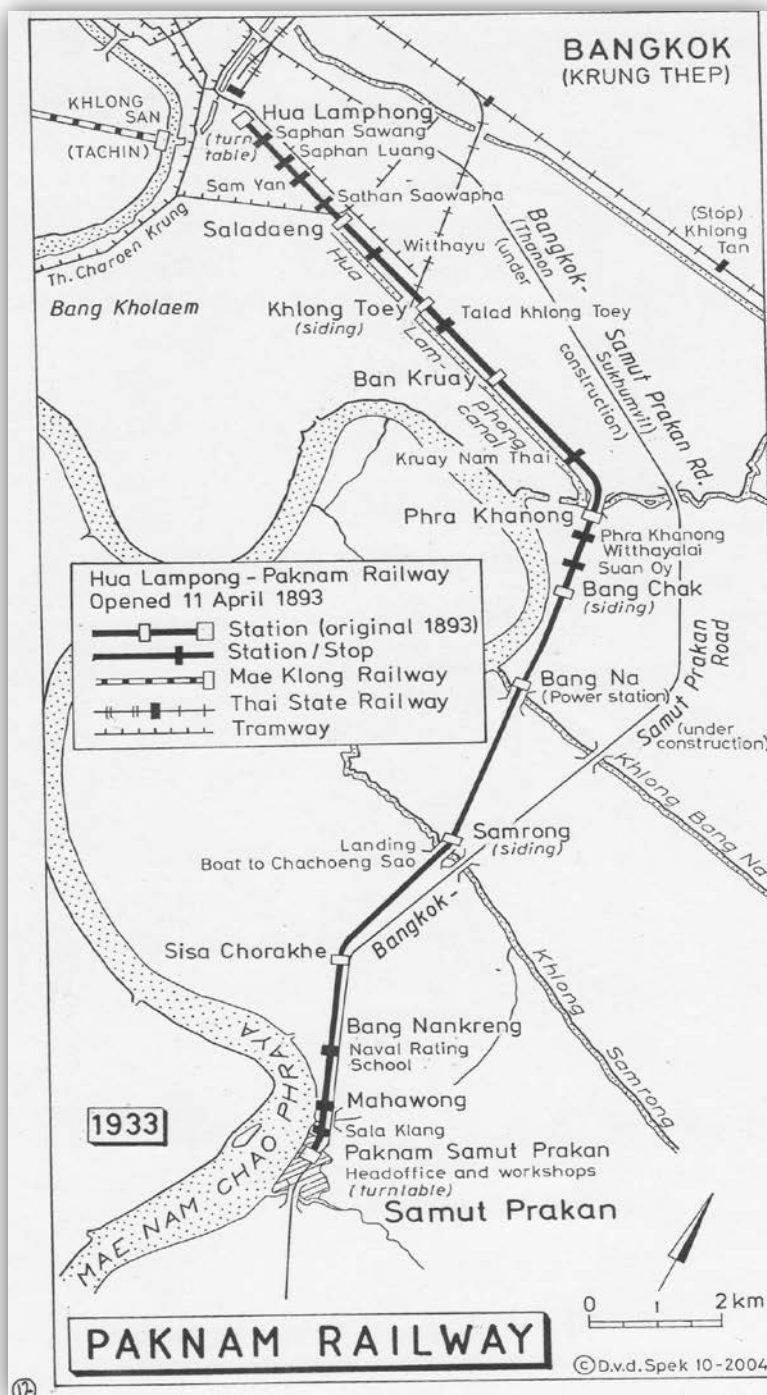 BANGKOK
(KRUNG THEP)
KHLONG
SAN
(TACHIN)
Hua Lamphong
(turn
table)
Saphan Sawang
Saphan Luang
Sam Yan
Sathan Saowapha
Saladaeng
Th. Charoen Krung
Witthayu
(Stop)
Khlong
Tan
Bang Kholaem
Khlong Toey
(Siding)
Talad Khlong Toey
Hua
Lam-
phong
canal
Bangkok-
Samut Prakan Rd.
(Thanon
Sukhumvit)
(under
construction)
Ban Kruay
Kruay Nam Thai
Phra Khanong
Phra Khanong
Witthayalai
Suan Oy
Bang Chak
(Siding)
Hua Lampong - Paknam Railway
Opened 11 April 1893
Station (original 1893)
Station/Stop
Mae Klong Railway
Thai State Railway
Tramway
Bang Na
(Power station)
Bangkok-
Samut Prakan
Road
(under
construction)
Khlong Bang Na
Landing
Boat to Chachoeng Sao
Samrong
(Siding)
Khlong
Samrong
Sisa Chorakhe
Bang Nankreng
Naval Rating
School
Mahawong
Sala Klang
Paknam Samut Prakan
Headoffice and workshops
(turntable)
Samut Prakan
1933
MAE NAM CHAO PHRAYA
0 1 2 km
PAKNAM RAILWAY
© D.v.d.Spek 10-2004
12